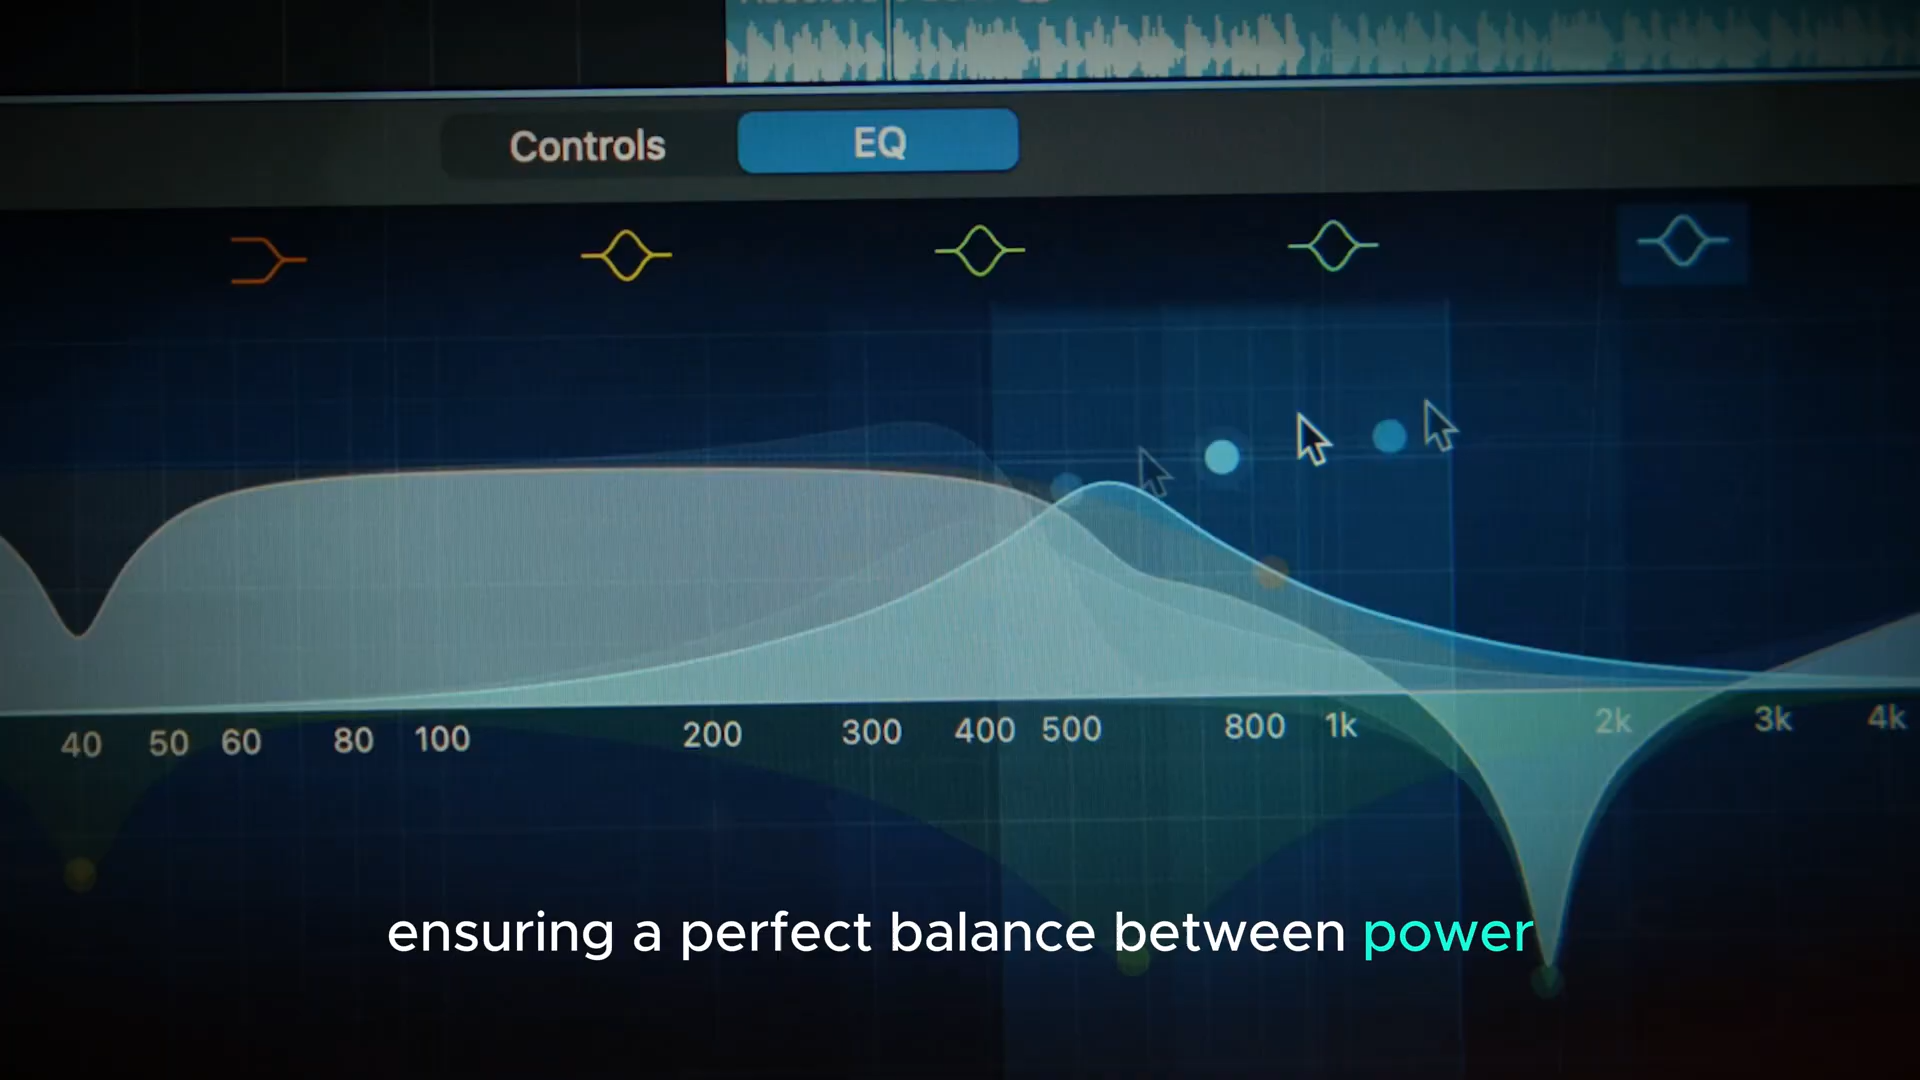 Controls EQ
40 50 60 80 100 200 300 400 500 800 1k 2k 3k 4k
ensuring a perfect balance between power